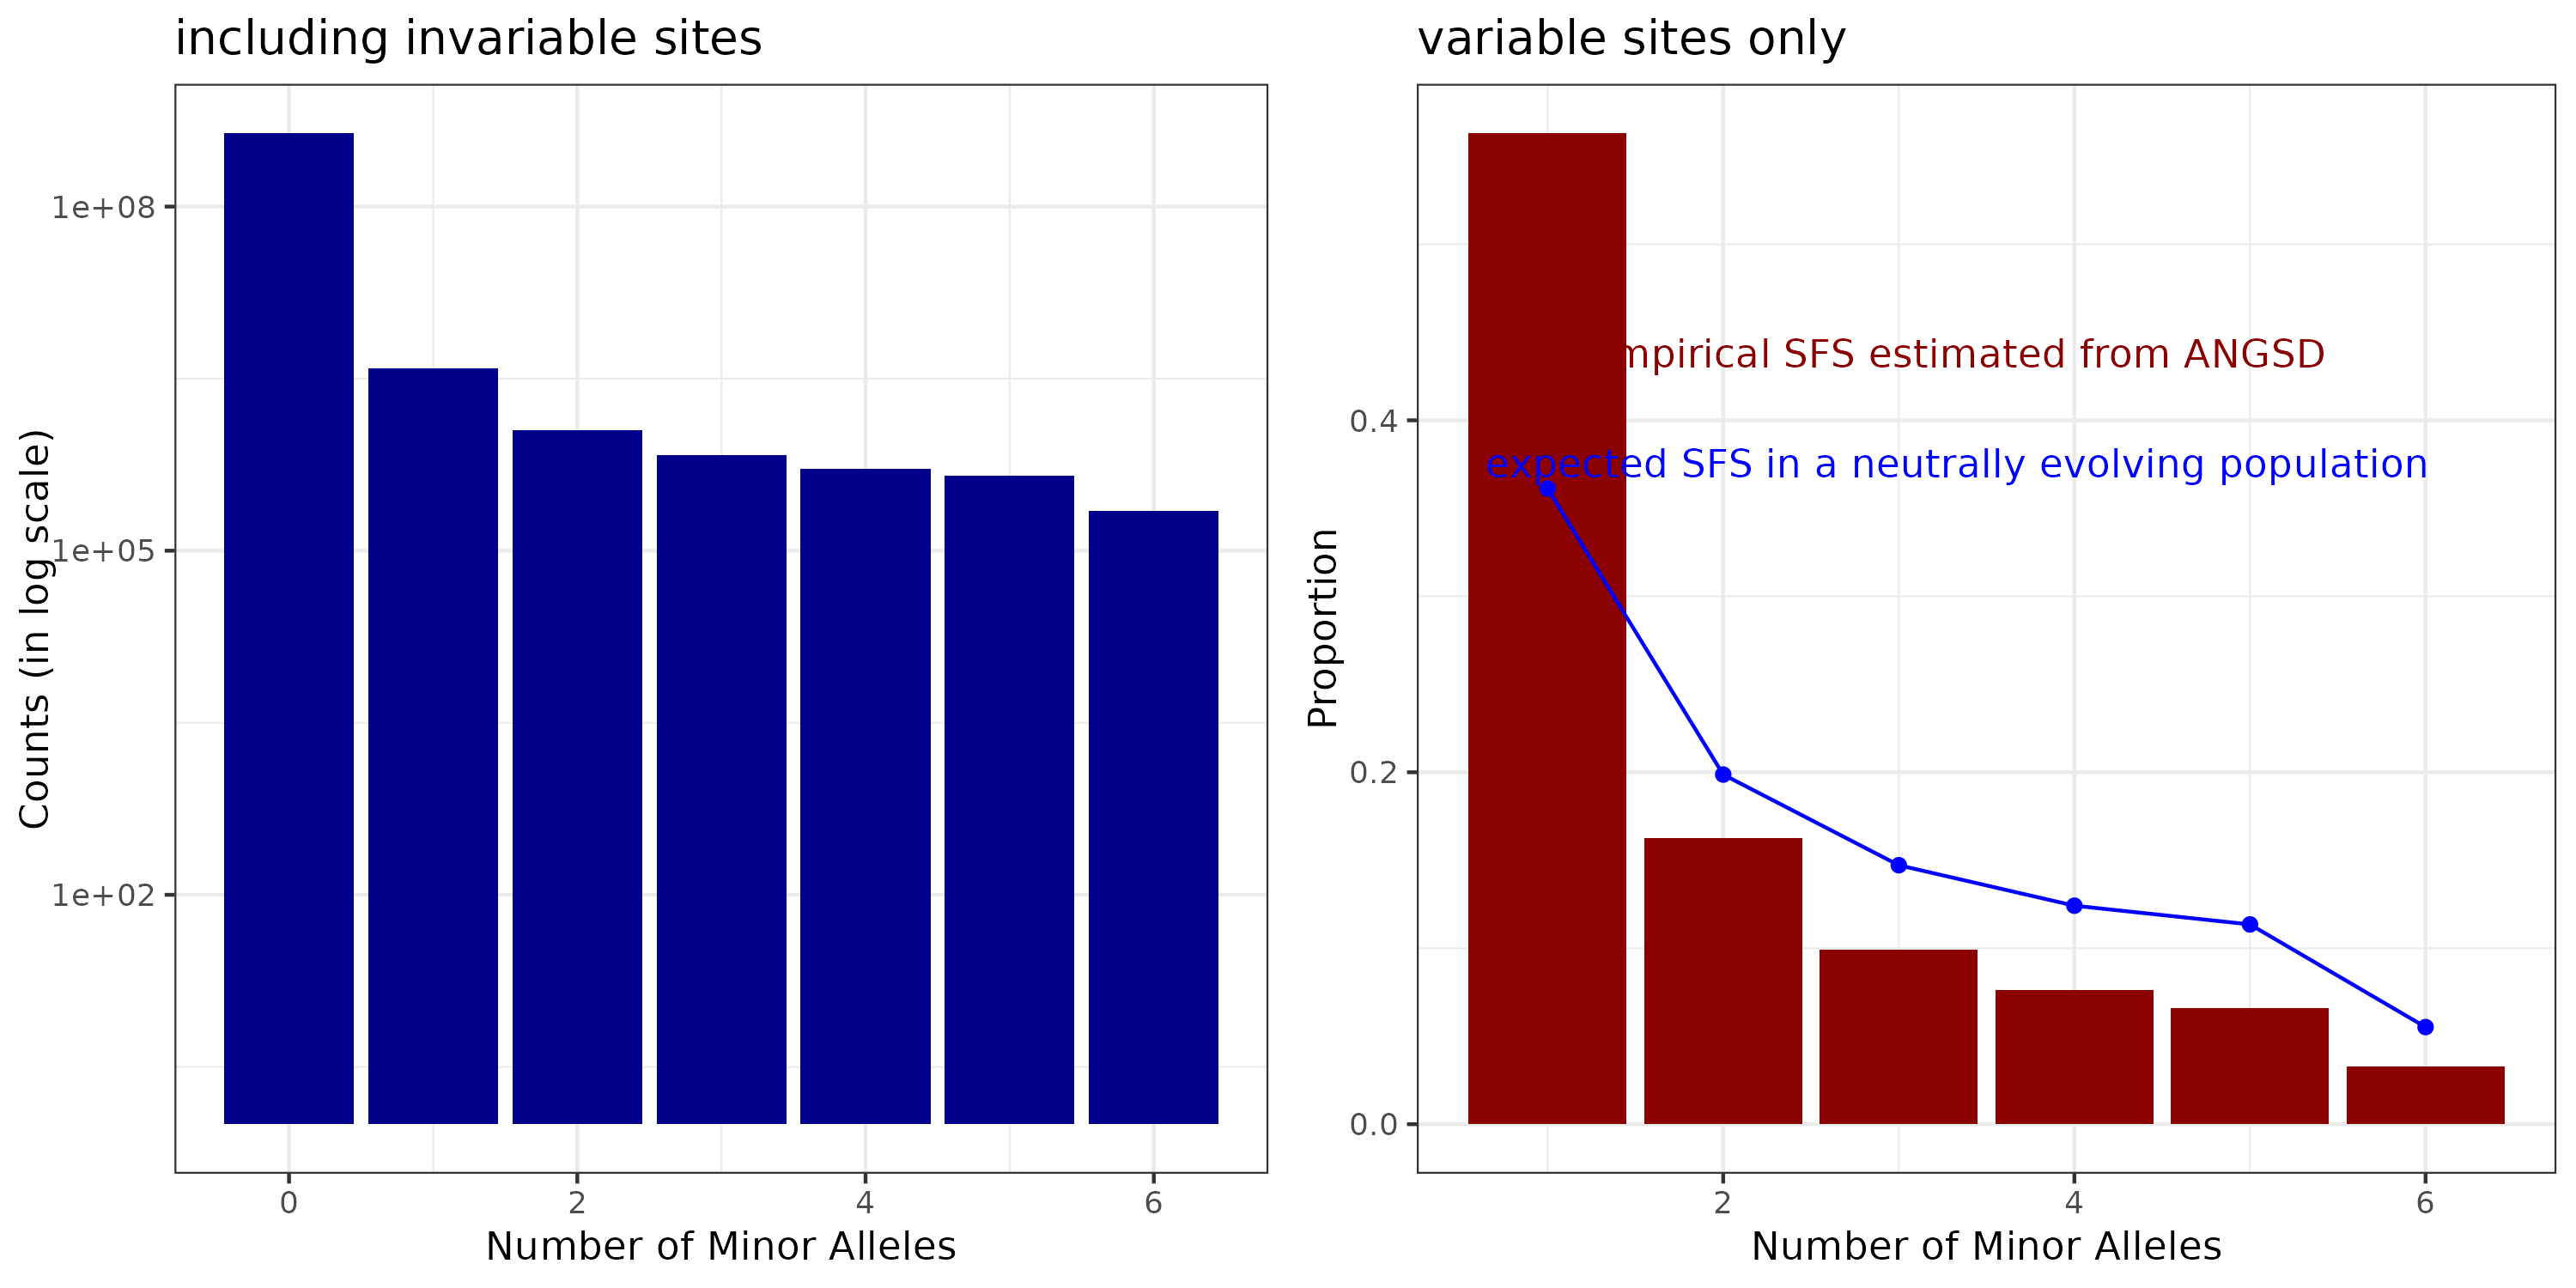 including invariable sites
Counts (in log scale)
1e+08
1e+05
1e+02
0 2 4 6
Number of Minor Alleles
variable sites only
Proportion
0.4
0.2
0.0
mpirical SFS estimated from ANGSD
expected SFS in a neutrally evolving population
2 4 6
Number of Minor Alleles